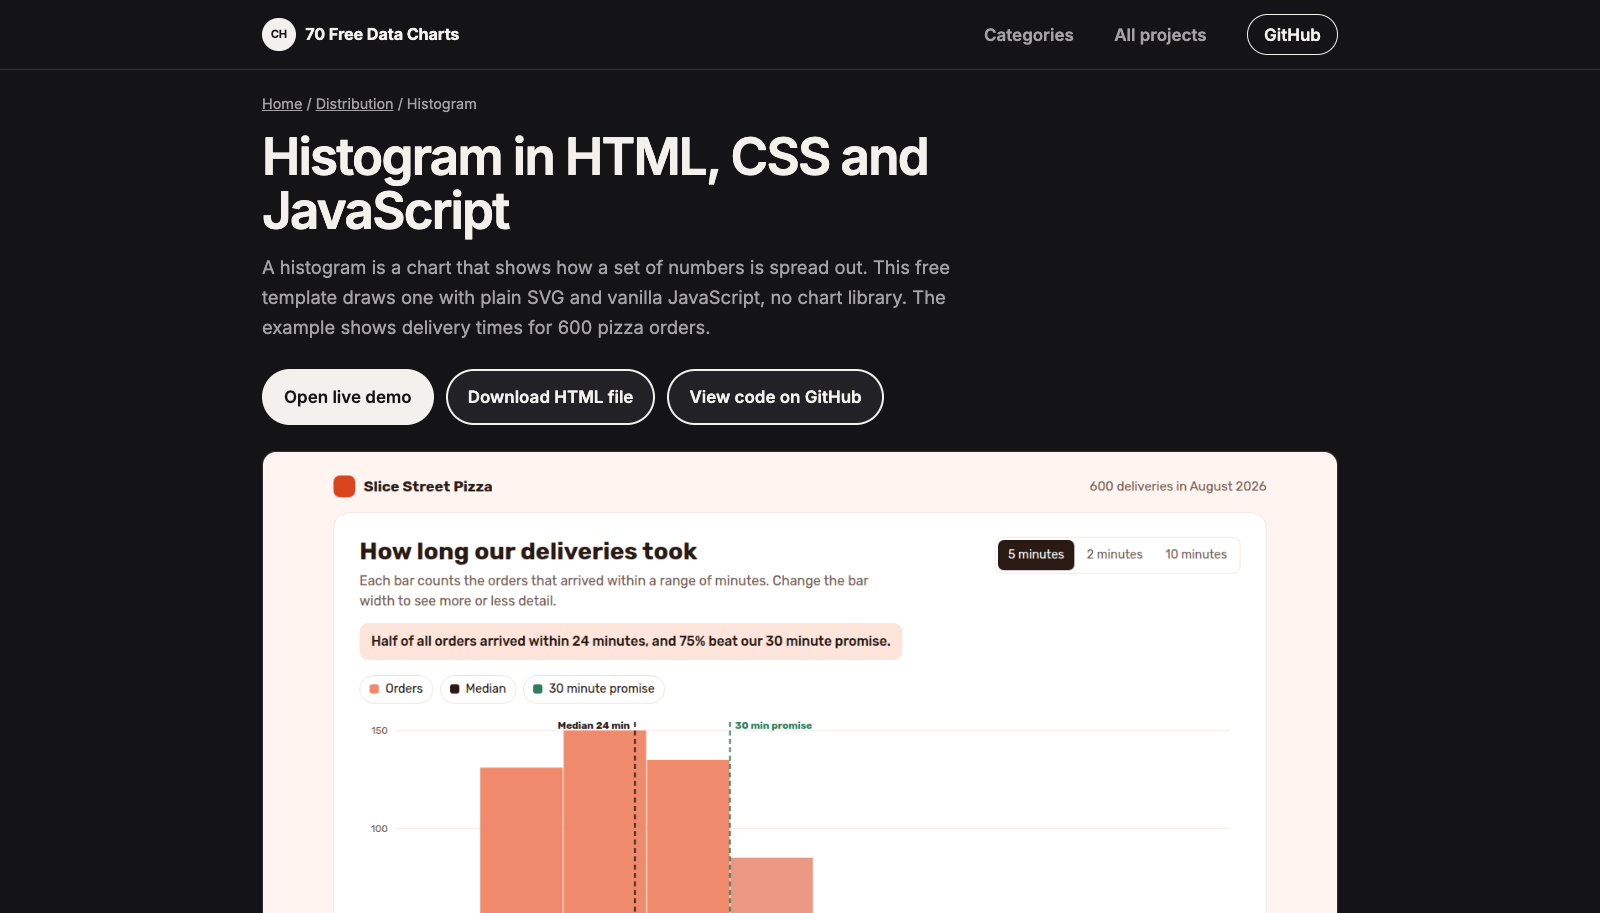 CH 70 Free Data Charts
Categories
All projects
GitHub
Home / Distribution / Histogram
Histogram in HTML, CSS and
JavaScript
A histogram is a chart that shows how a set of numbers is spread out. This free
template draws one with plain SVG and vanilla JavaScript, no chart library. The
example shows delivery times for 600 pizza orders.
Open live demo
Download HTML file
View code on GitHub
Slice Street Pizza
600 deliveries in August 2026
How long our deliveries took
5 minutes
2 minutes
10 minutes
Each bar counts the orders that arrived within a range of minutes. Change the bar
width to see more or less detail.
Half of all orders arrived within 24 minutes, and 75% beat our 30 minute promise.
Orders
Median
30 minute promise
Median 24 min
30 min promise
150
100